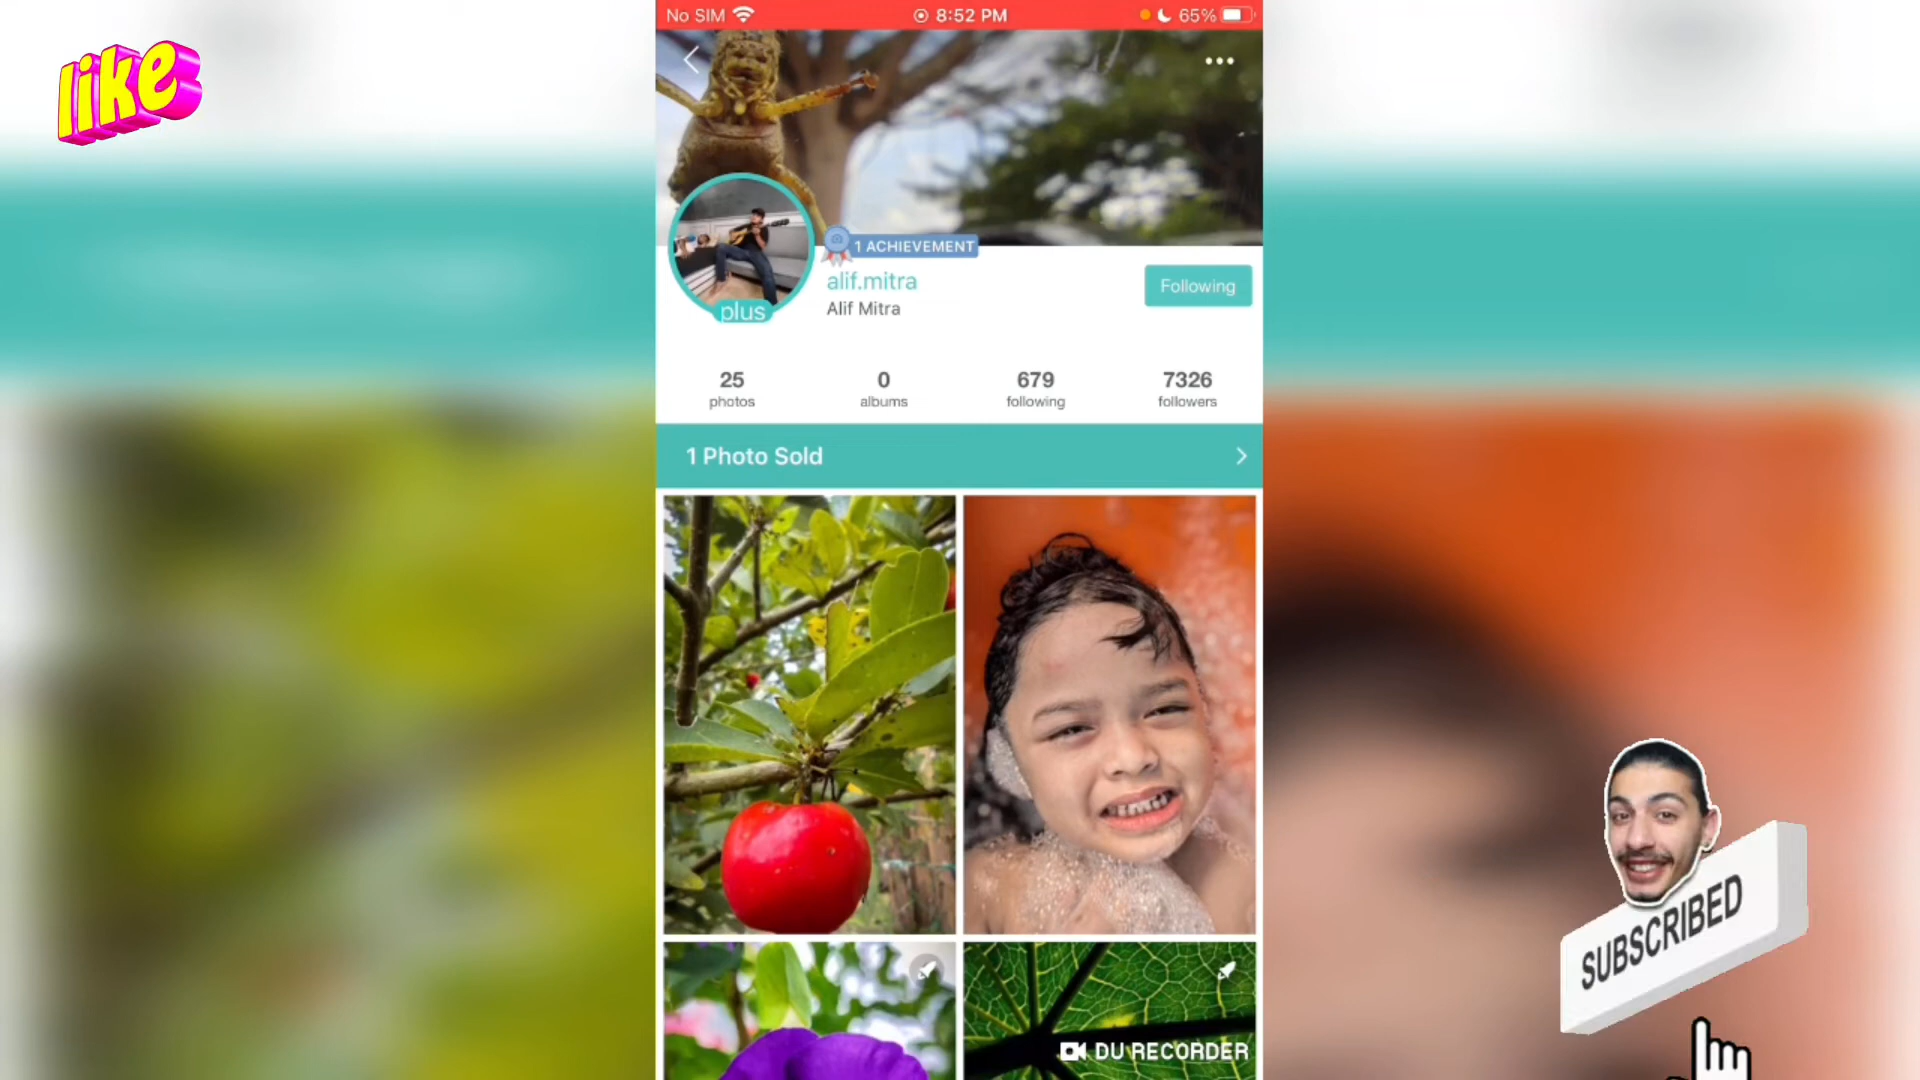 No SIM 8:52 PM 65%
like
1 ACHIEVEMENT
alif.mitra
Following
Alif Mitra
plus
25 0 679 7326
photos albums following followers
1 Photo Sold
SUBSCRIBED
DU RECORDER